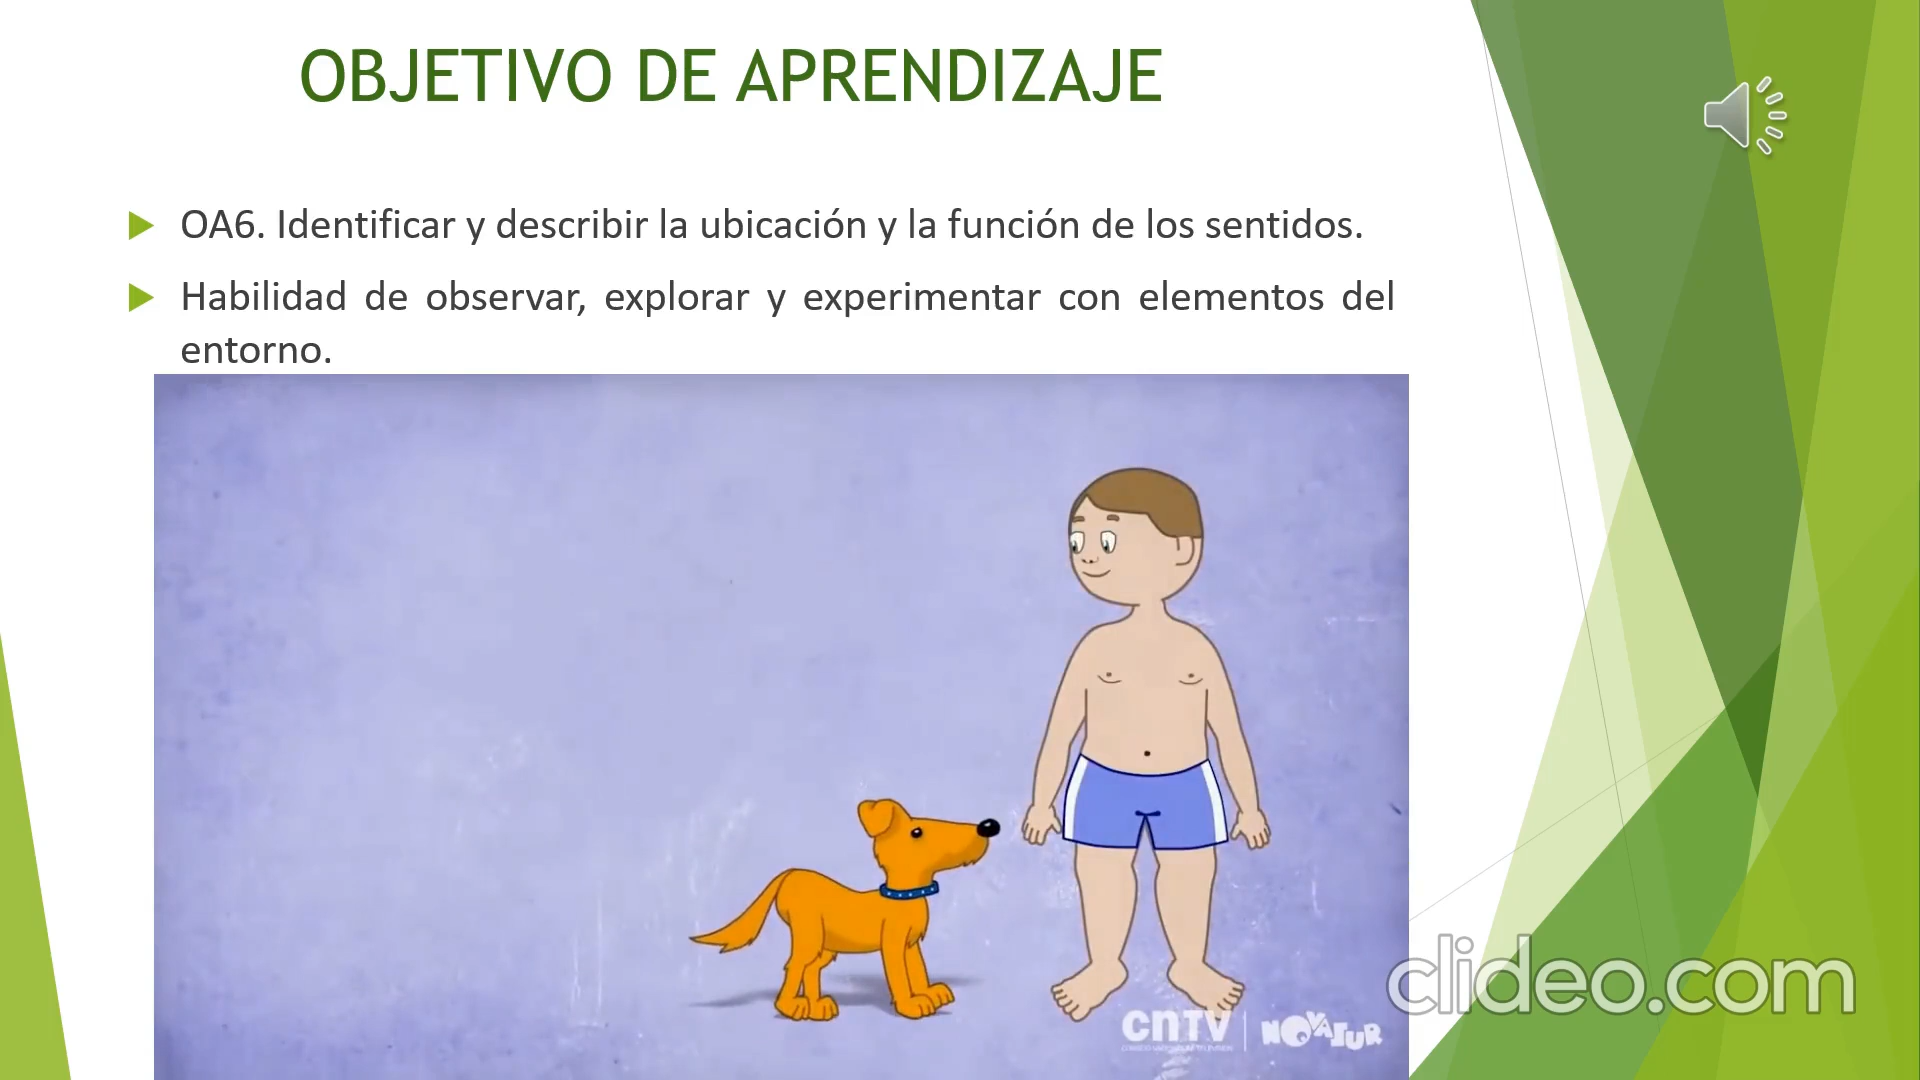 OBJETIVO DE APRENDIZAJE
OA6. Identificar y describir la ubicación y la función de los sentidos.
Habilidad de observar, explorar y experimentar con elementos del
entorno.
clideo.com
CNTV
NOVASUR